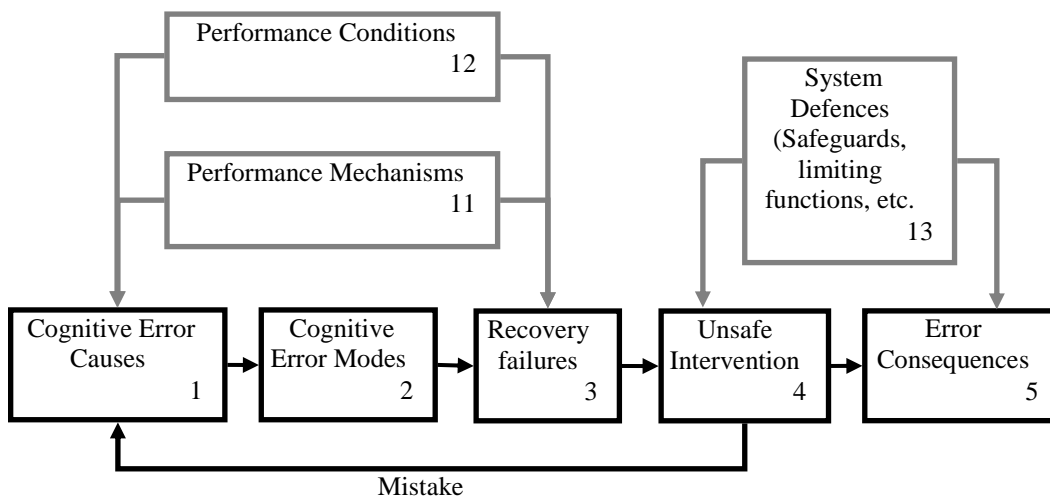 Performance Conditions
12
Performance Mechanisms
11
System
Defences
(Safeguards,
limiting
functions, etc.
13
Cognitive Error
Causes
1
Cognitive
Error Modes
2
Recovery
failures
3
Unsafe
Intervention
4
Error
Consequences
5
Mistake